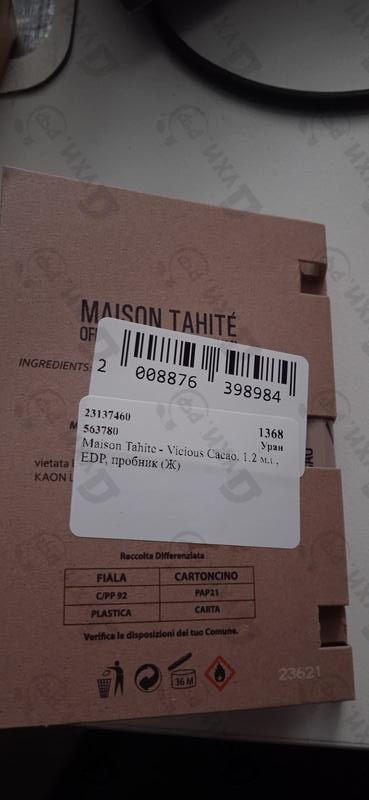 MAISON TAHITÉ
INGREDIENTS:
2 008876 398984
23137460
563780 1368
Уран
Maison Tahite - Vicious Cacao, 1.2 мл.,
EDP, пробник (Ж)
vietata
KAON
Raccolta Differenziata
FIALA CARTONCINO
C/PP 92 PAP21
PLASTICA CARTA
Verifica le disposizioni del tuo Comune.
36 M
23621